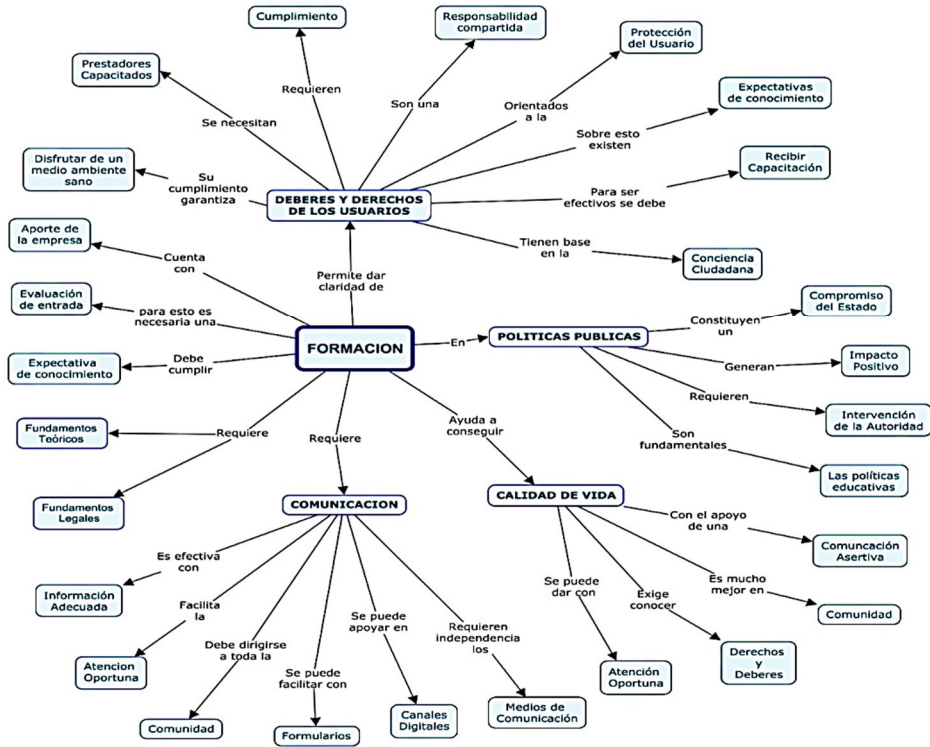 Cumplimiento
Responsabilidad
compartida
Protección
del Usuario
Prestadores
Capacitados
Expectativas
de conocimiento
Requieren
Son una
Orientados
a la
Se necesitan
Sobre esto
existen
Disfrutar de un
medio ambiente
sano
Su
cumplimiento
garantiza
DEBERES Y DERECHOS
DE LOS USUARIOS
Para ser
efectivos se debe
Recibir
Capacitación
Aporte de
la empresa
Cuenta
con
Permite dar
claridad de
Tienen base
en la
Conciencia
Ciudadana
Evaluación
de entrada
para esto es
necesaria una
FORMACION
En
POLITICAS PUBLICAS
Constituyen
un
Compromiso
del Estado
Expectativa
de conocimiento
Debe
cumplir
Generan
Impacto
Positivo
Requieren
Intervención
de la Autoridad
Fundamentos
Teòricos
Requiere
Requiere
Ayuda a
conseguir
Son
fundamentales
Las políticas
educativas
Fundamentos
Legales
COMUNICACION
CALIDAD DE VIDA
Con el apoyo
de una
Comuncación
Asertiva
Es efectiva
con
Información
Adecuada
Facilita
la
Se puede
apoyar en
Requieren
independencia
los
Se puede
dar con
Exige
conocer
Es mucho
mejor en
Comunidad
Debe dirigirse
a toda la
Atencion
Oportuna
Se puede
facilitar con
Atención
Oportuna
Derechos
y
Deberes
Comunidad
Formularios
Canales
Digitales
Medios de
Comunicación